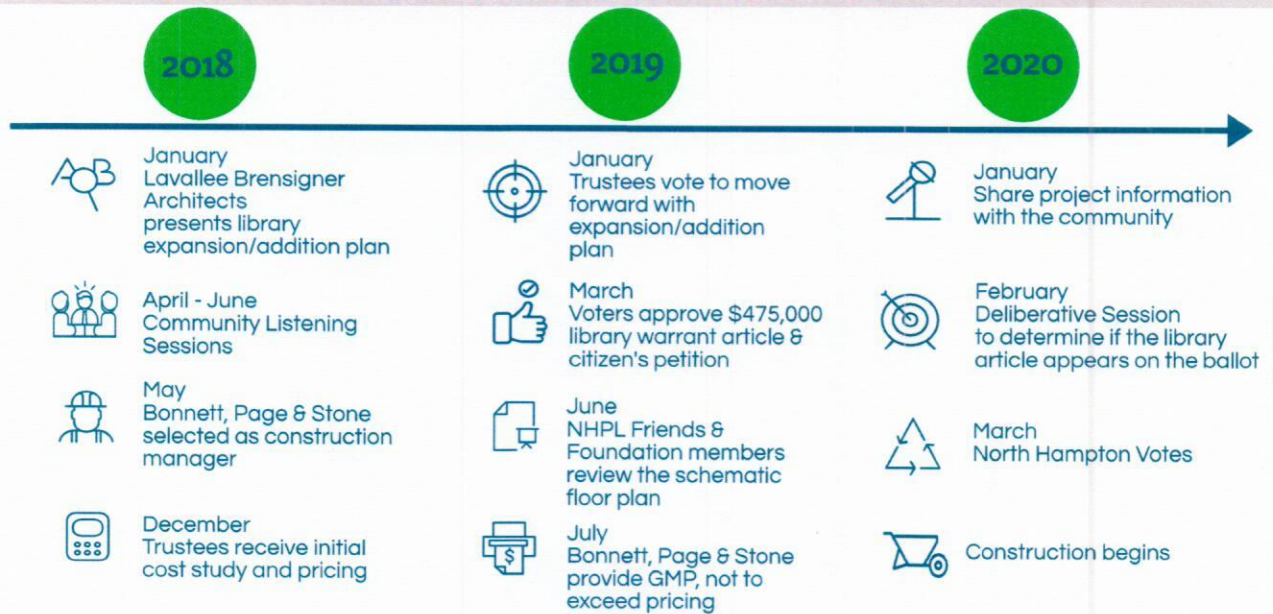 2018
January
Lavallee Brensigner
Architects
presents library
expansion/addition plan
April - June
Community Listening
Sessions
May
Bonnett, Page & Stone
selected as construction
manager
December
Trustees receive initial
cost study and pricing
2019
January
Trustees vote to move
forward with
expansion/addition
plan
March
Voters approve $475,000
library warrant article &
citizen's petition
June
NHPL Friends &
Foundation members
review the schematic
floor plan
$
July
Bonnett, Page & Stone
provide GMP, not to
exceed pricing
2020
January
Share project information
with the community
February
Deliberative Session
to determine if the library
article appears on the ballot
March
North Hampton Votes
Construction begins